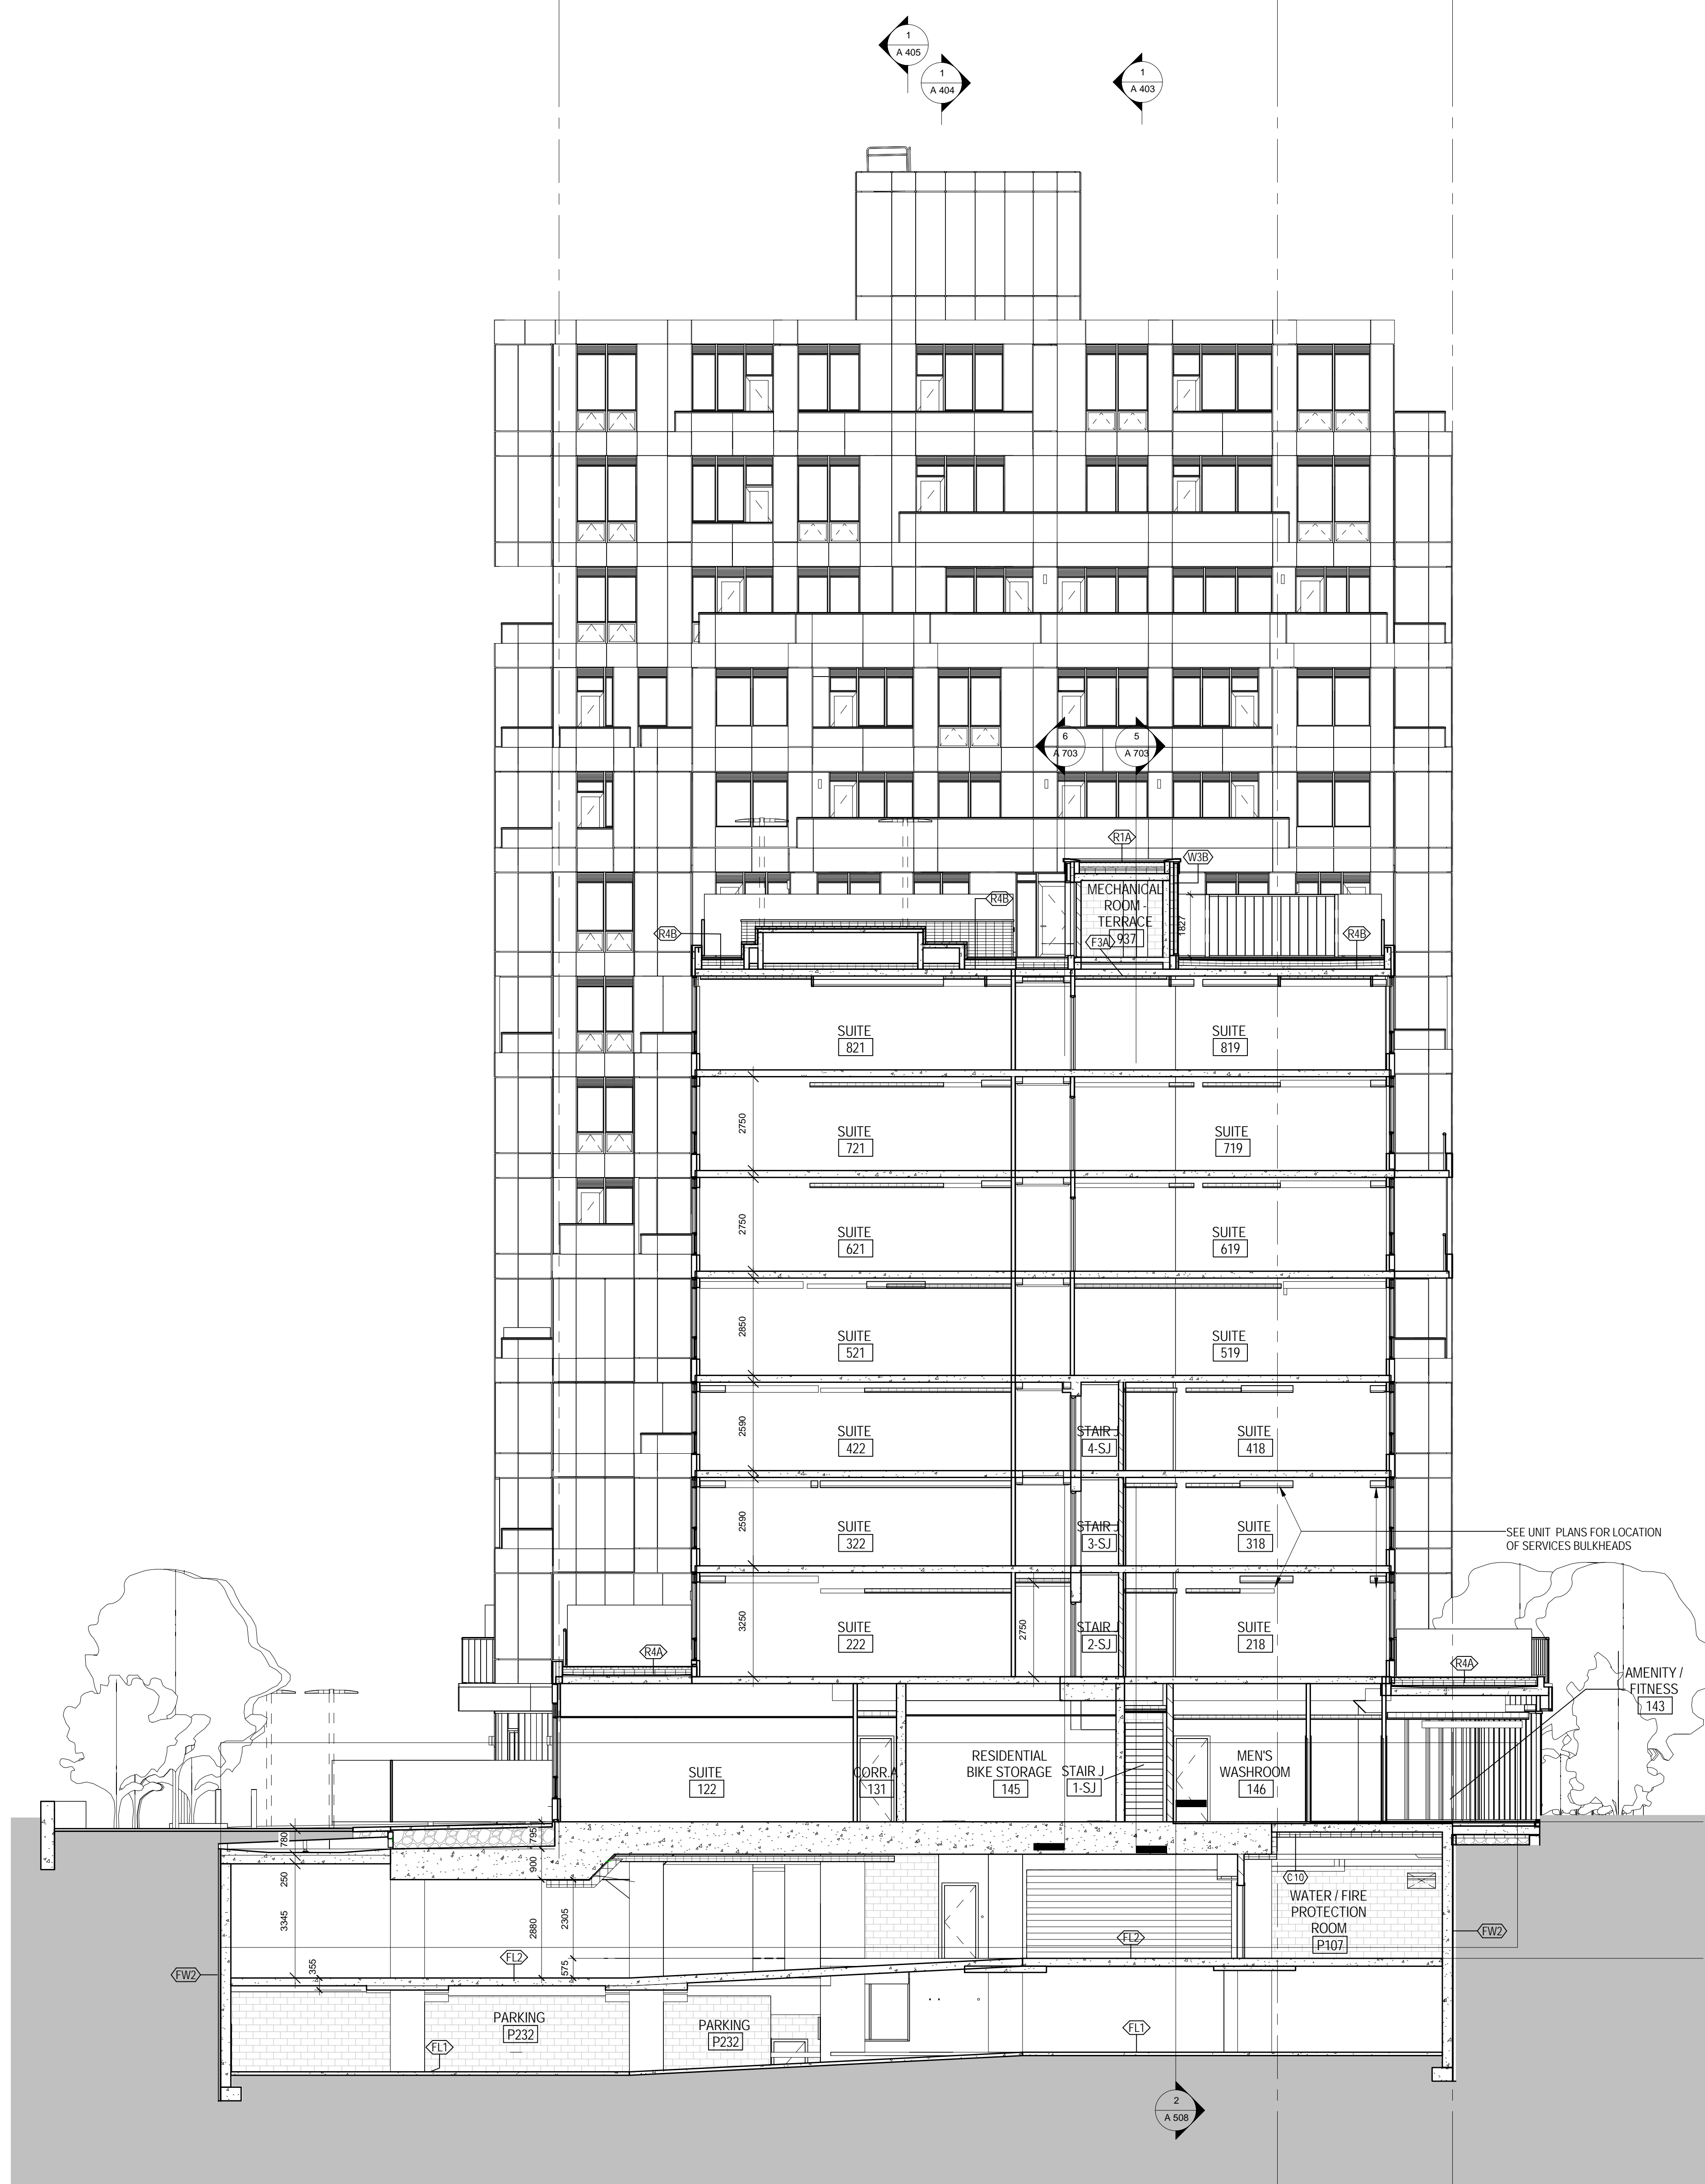 1
A 405
1
A 404
1
A 403
6
A 703
5
A 703
R1A
W3B
MECHANICAL
ROOM -
TERRACE
937
1827
R4B
R4B
R4B
F3A
SUITE
821
SUITE
819
2750
SUITE
721
SUITE
719
2750
SUITE
621
SUITE
619
2850
SUITE
521
SUITE
519
2590
SUITE
422
STAIR J
4-SJ
SUITE
418
2590
SUITE
322
STAIR J
3-SJ
SUITE
318
SEE UNIT PLANS FOR LOCATION
OF SERVICES BULKHEADS
3250
SUITE
222
2750
STAIR J
2-SJ
SUITE
218
R4A
R4A
AMENITY /
FITNESS
143
SUITE
122
CORR.A
131
RESIDENTIAL
BIKE STORAGE
145
STAIR J
1-SJ
MEN'S
WASHROOM
146
780
795
900
250
3345
2880
2305
575
355
C10
WATER / FIRE
PROTECTION
ROOM
P107
FW2
FW2
FL2
FL2
PARKING
P232
PARKING
P232
FL1
FL1
2
A 508